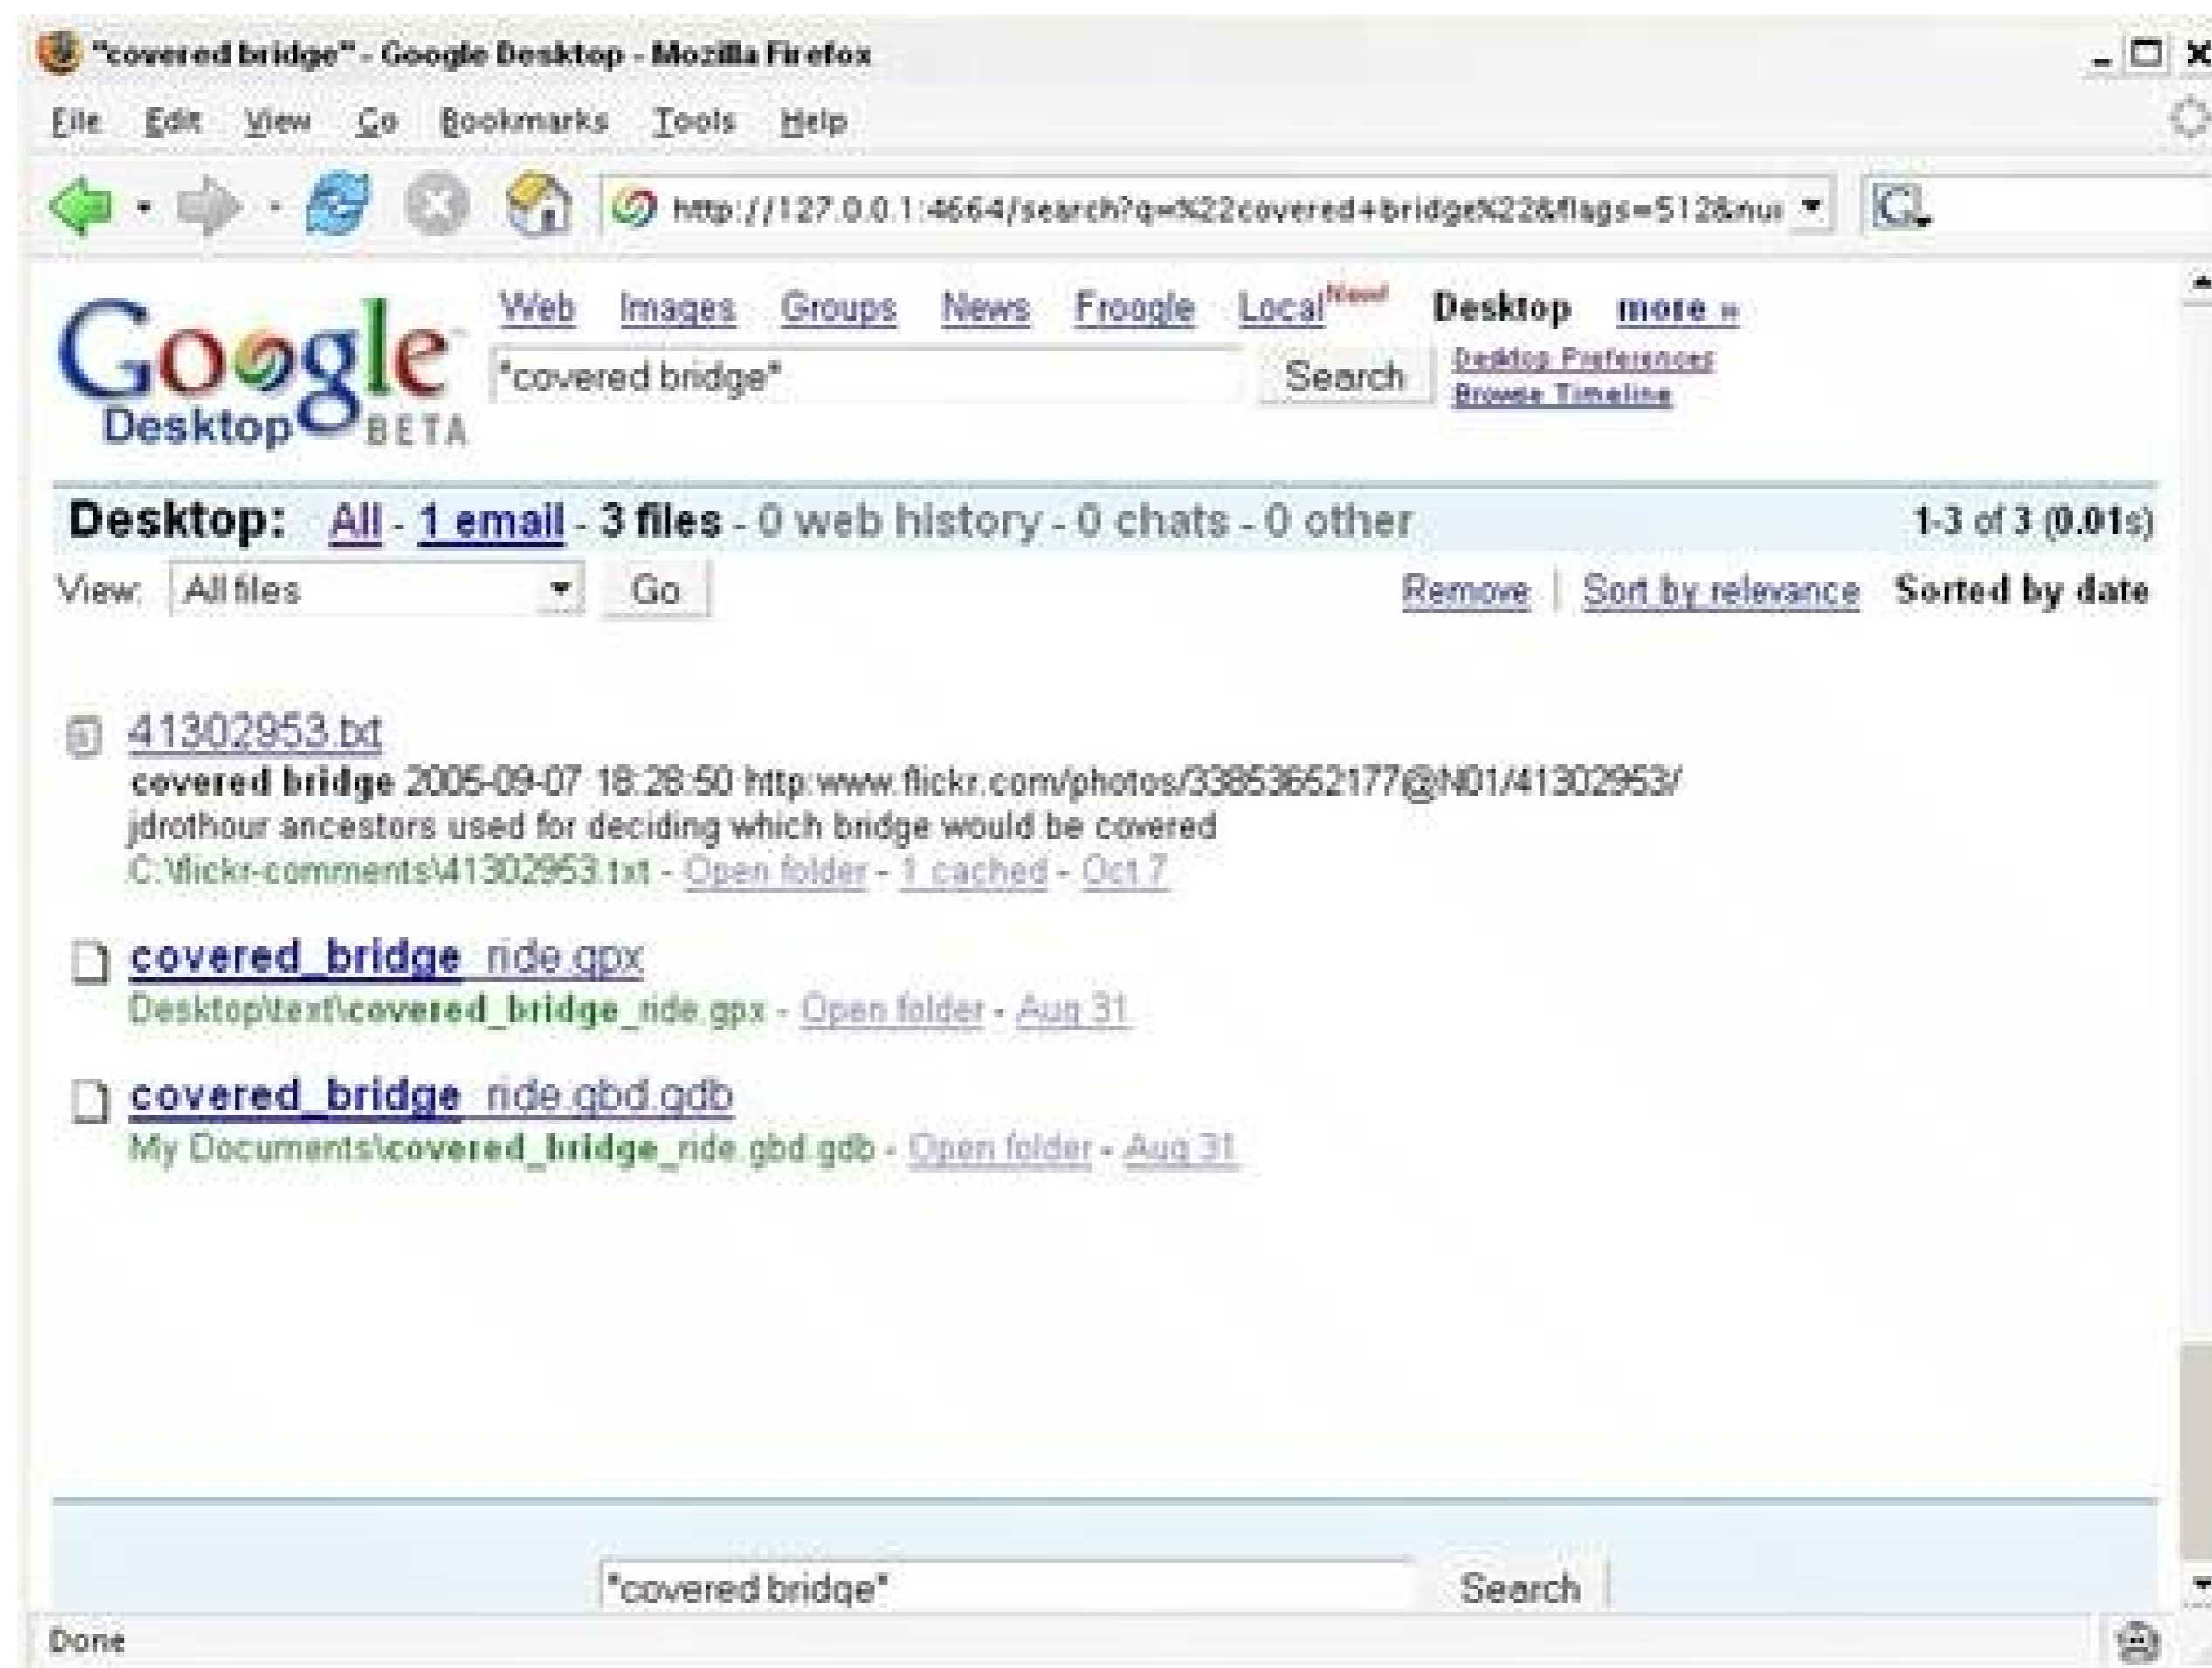 "covered bridge" - Google Desktop - Mozilla Firefox
File Edit View Go Bookmarks Tools Help
http://127.0.0.1:4664/search?q=%22covered+bridge%22&flags=512&nu
Web Images Groups News Froogle Local New! Desktop more »
Google Desktop BETA
"covered bridge" Search
Desktop Preferences
Browse Timeline
Desktop: All - 1 email - 3 files - 0 web history - 0 chats - 0 other 1-3 of 3 (0.01s)
View: All files Go Remove | Sort by relevance Sorted by date
41302953.txt
covered bridge 2005-09-07 18:28:50 http:www.flickr.com/photos/33853652177@N01/41302953/
jdrothour ancestors used for deciding which bridge would be covered
C:\flickr-comments\41302953.txt - Open folder - 1 cached - Oct 7
covered_bridge_ride.gpx
Desktop\text\covered_bridge_ride.gpx - Open folder - Aug 31
covered_bridge_ride.gbd.gdb
My Documents\covered_bridge_ride.gbd.gdb - Open folder - Aug 31
"covered bridge" Search
Done